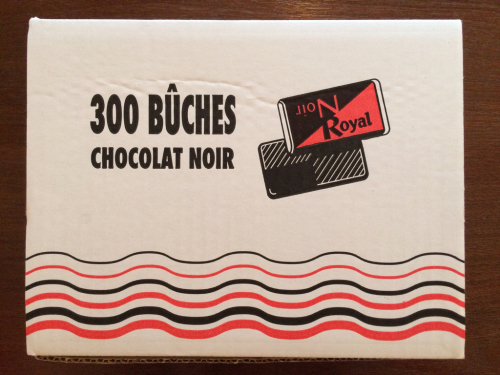 300 BÛCHES
CHOCOLAT NOIR
Noir
Royal